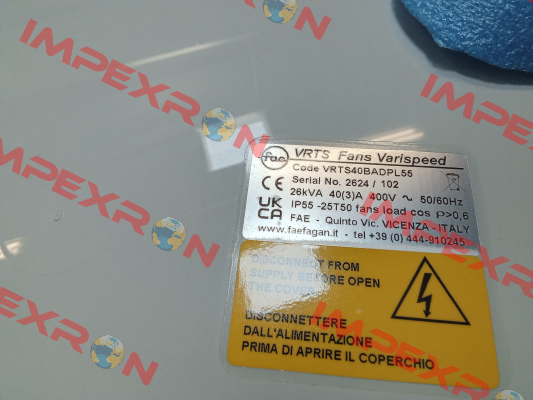 IMPEXRON
IMPEXRON
IMPEXRON
IMPEXRON
IMPEXRON
fae VRTS Fans Varispeed
Code VRTS40BADPL55
Serial No. 2624 / 102
26kVA 40(3)A 400V ~ 50/60Hz
IP55 -25T50 fans load cos ρ>0,6
FAE - Quinto Vic. VICENZA - ITALY
www.faefagan.it - tel +39 (0) 444-910245
CE
UK
CA
DISCONNECT FROM
SUPPLY BEFORE OPEN
THE COVER
DISCONNETTERE
DALL'ALIMENTAZIONE
PRIMA DI APRIRE IL COPERCHIO